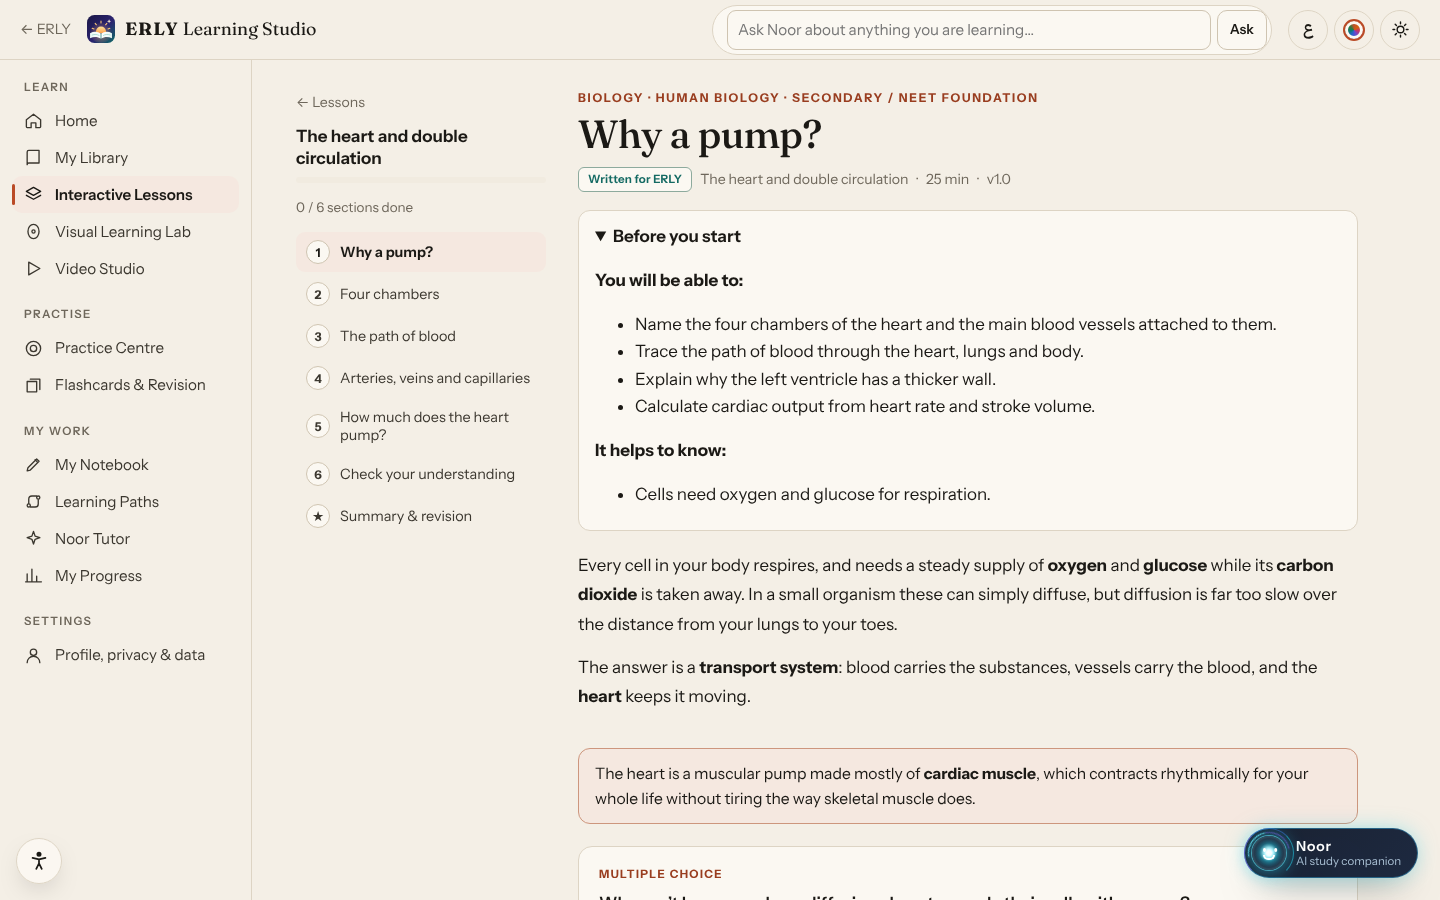 ← ERLY
ERLY Learning Studio
Ask Noor about anything you are learning...
Ask
ع
LEARN
Home
My Library
Interactive Lessons
Visual Learning Lab
Video Studio
PRACTISE
Practice Centre
Flashcards & Revision
MY WORK
My Notebook
Learning Paths
Noor Tutor
My Progress
SETTINGS
Profile, privacy & data
← Lessons
The heart and double
circulation
0 / 6 sections done
1 Why a pump?
2 Four chambers
3 The path of blood
4 Arteries, veins and capillaries
5 How much does the heart
pump?
6 Check your understanding
★ Summary & revision
BIOLOGY · HUMAN BIOLOGY · SECONDARY / NEET FOUNDATION
Why a pump?
Written for ERLY The heart and double circulation · 25 min · v1.0
▼ Before you start
You will be able to:
• Name the four chambers of the heart and the main blood vessels attached to them.
• Trace the path of blood through the heart, lungs and body.
• Explain why the left ventricle has a thicker wall.
• Calculate cardiac output from heart rate and stroke volume.
It helps to know:
• Cells need oxygen and glucose for respiration.
Every cell in your body respires, and needs a steady supply of oxygen and glucose while its carbon
dioxide is taken away. In a small organism these can simply diffuse, but diffusion is far too slow over
the distance from your lungs to your toes.
The answer is a transport system: blood carries the substances, vessels carry the blood, and the
heart keeps it moving.
The heart is a muscular pump made mostly of cardiac muscle, which contracts rhythmically for your
whole life without tiring the way skeletal muscle does.
MULTIPLE CHOICE
Noor
AI study companion